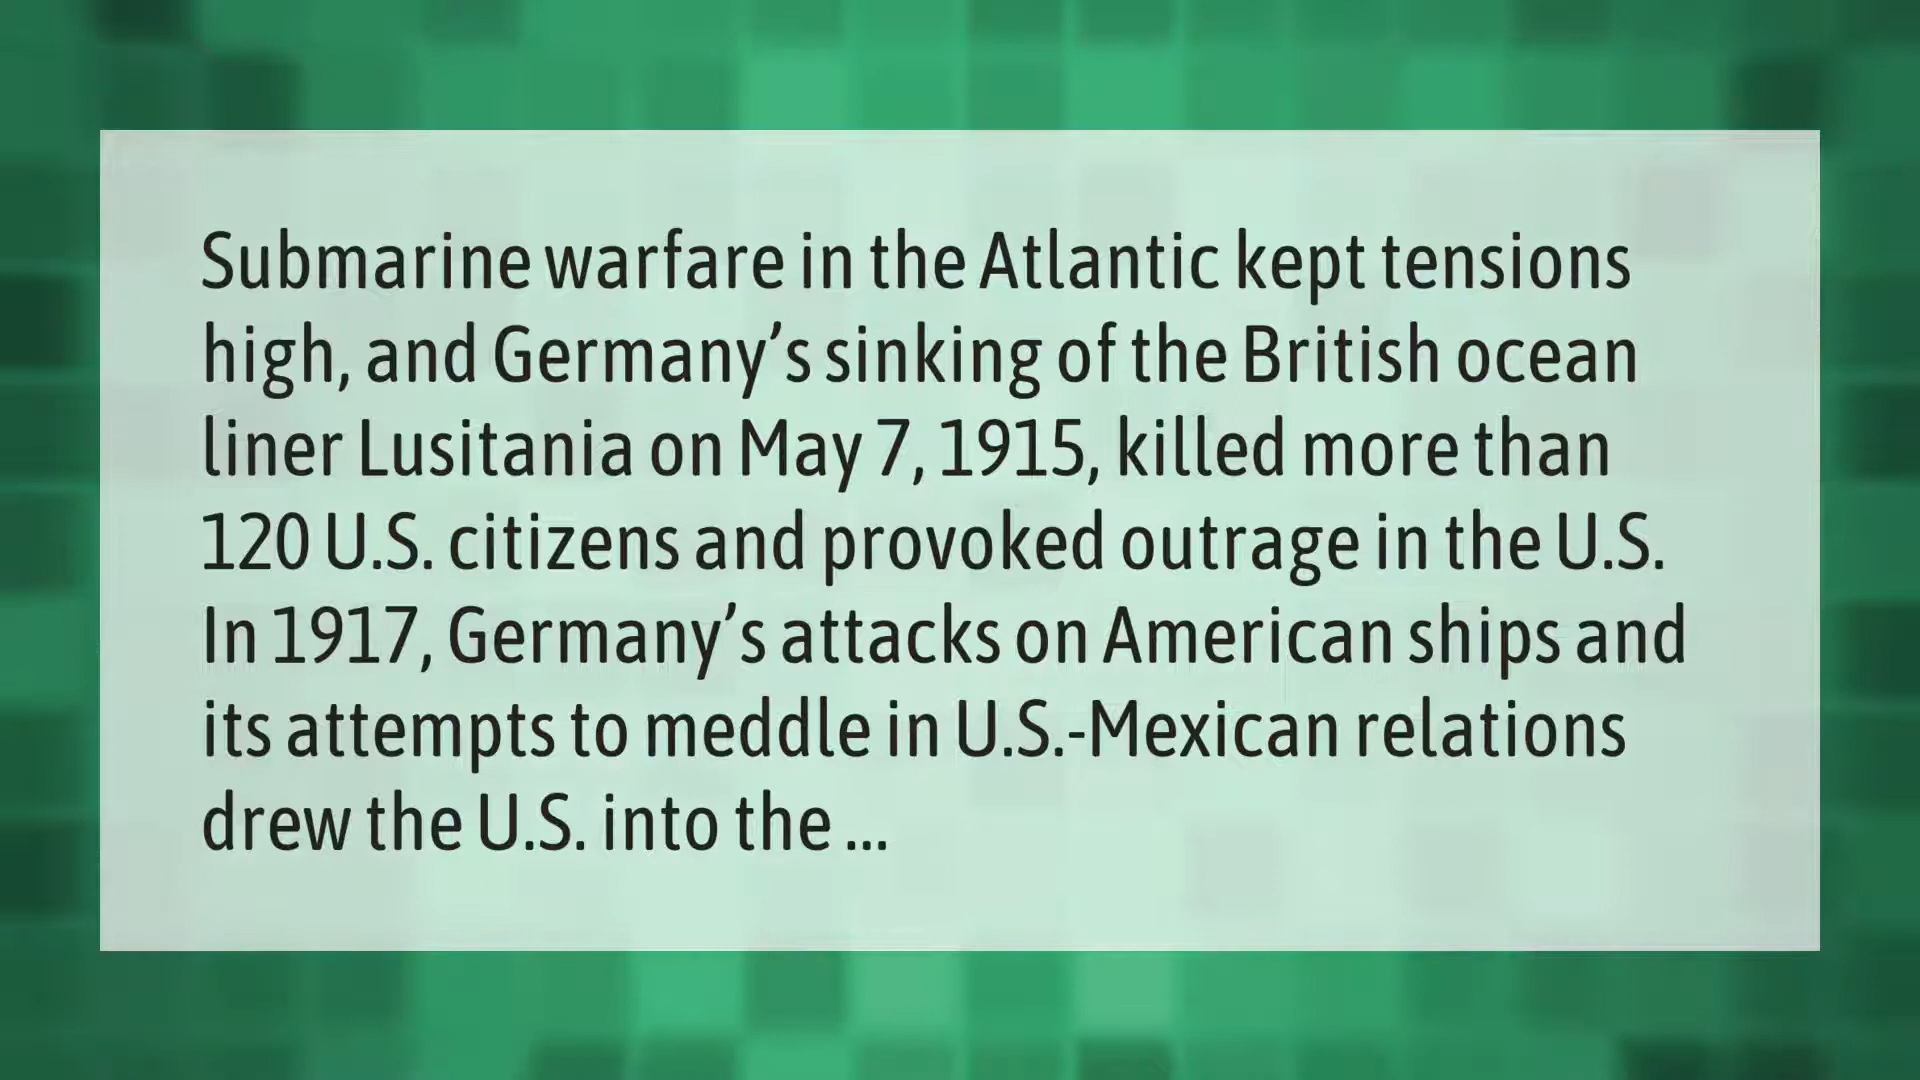 Submarine warfare in the Atlantic kept tensions
high, and Germany’s sinking of the British ocean
liner Lusitania on May 7, 1915, killed more than
120 U.S. citizens and provoked outrage in the U.S.
In 1917, Germany’s attacks on American ships and
its attempts to meddle in U.S.-Mexican relations
drew the U.S. into the ...